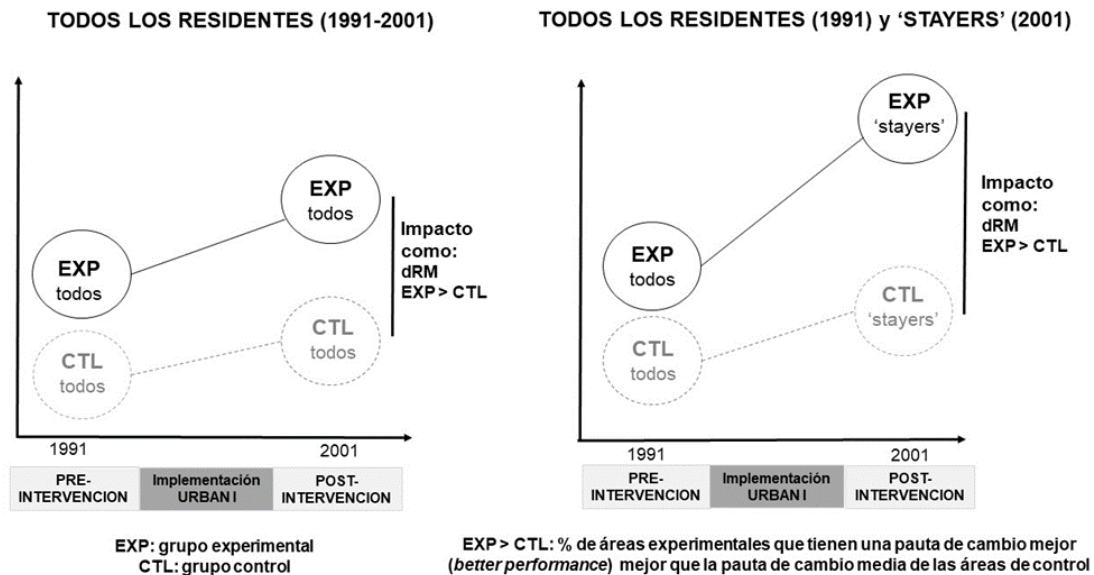 TODOS LOS RESIDENTES (1991-2001)
EXP
todos
EXP
todos
CTL
todos
CTL
todos
Impacto
como:
dRM
EXP > CTL
1991
2001
PRE-
INTERVENCION
Implementación
URBAN I
POST-
INTERVENCION
EXP: grupo experimental
CTL: grupo control
TODOS LOS RESIDENTES (1991) y ‘STAYERS’ (2001)
EXP
‘stayers’
EXP
todos
CTL
‘stayers’
CTL
todos
Impacto
como:
dRM
EXP > CTL
1991
2001
PRE-
INTERVENCION
Implementación
URBAN I
POST-
INTERVENCION
EXP > CTL: % de áreas experimentales que tienen una pauta de cambio mejor
(better performance) mejor que la pauta de cambio media de las áreas de control